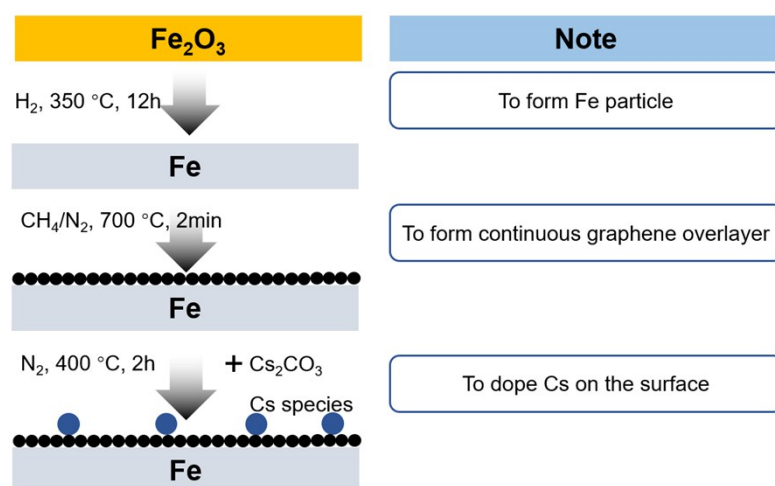 Fe₂O₃
Note
H₂, 350 °C, 12h
To form Fe particle
Fe
CH₄/N₂, 700 °C, 2min
To form continuous graphene overlayer
Fe
N₂, 400 °C, 2h
+ Cs₂CO₃
To dope Cs on the surface
Cs species
Fe